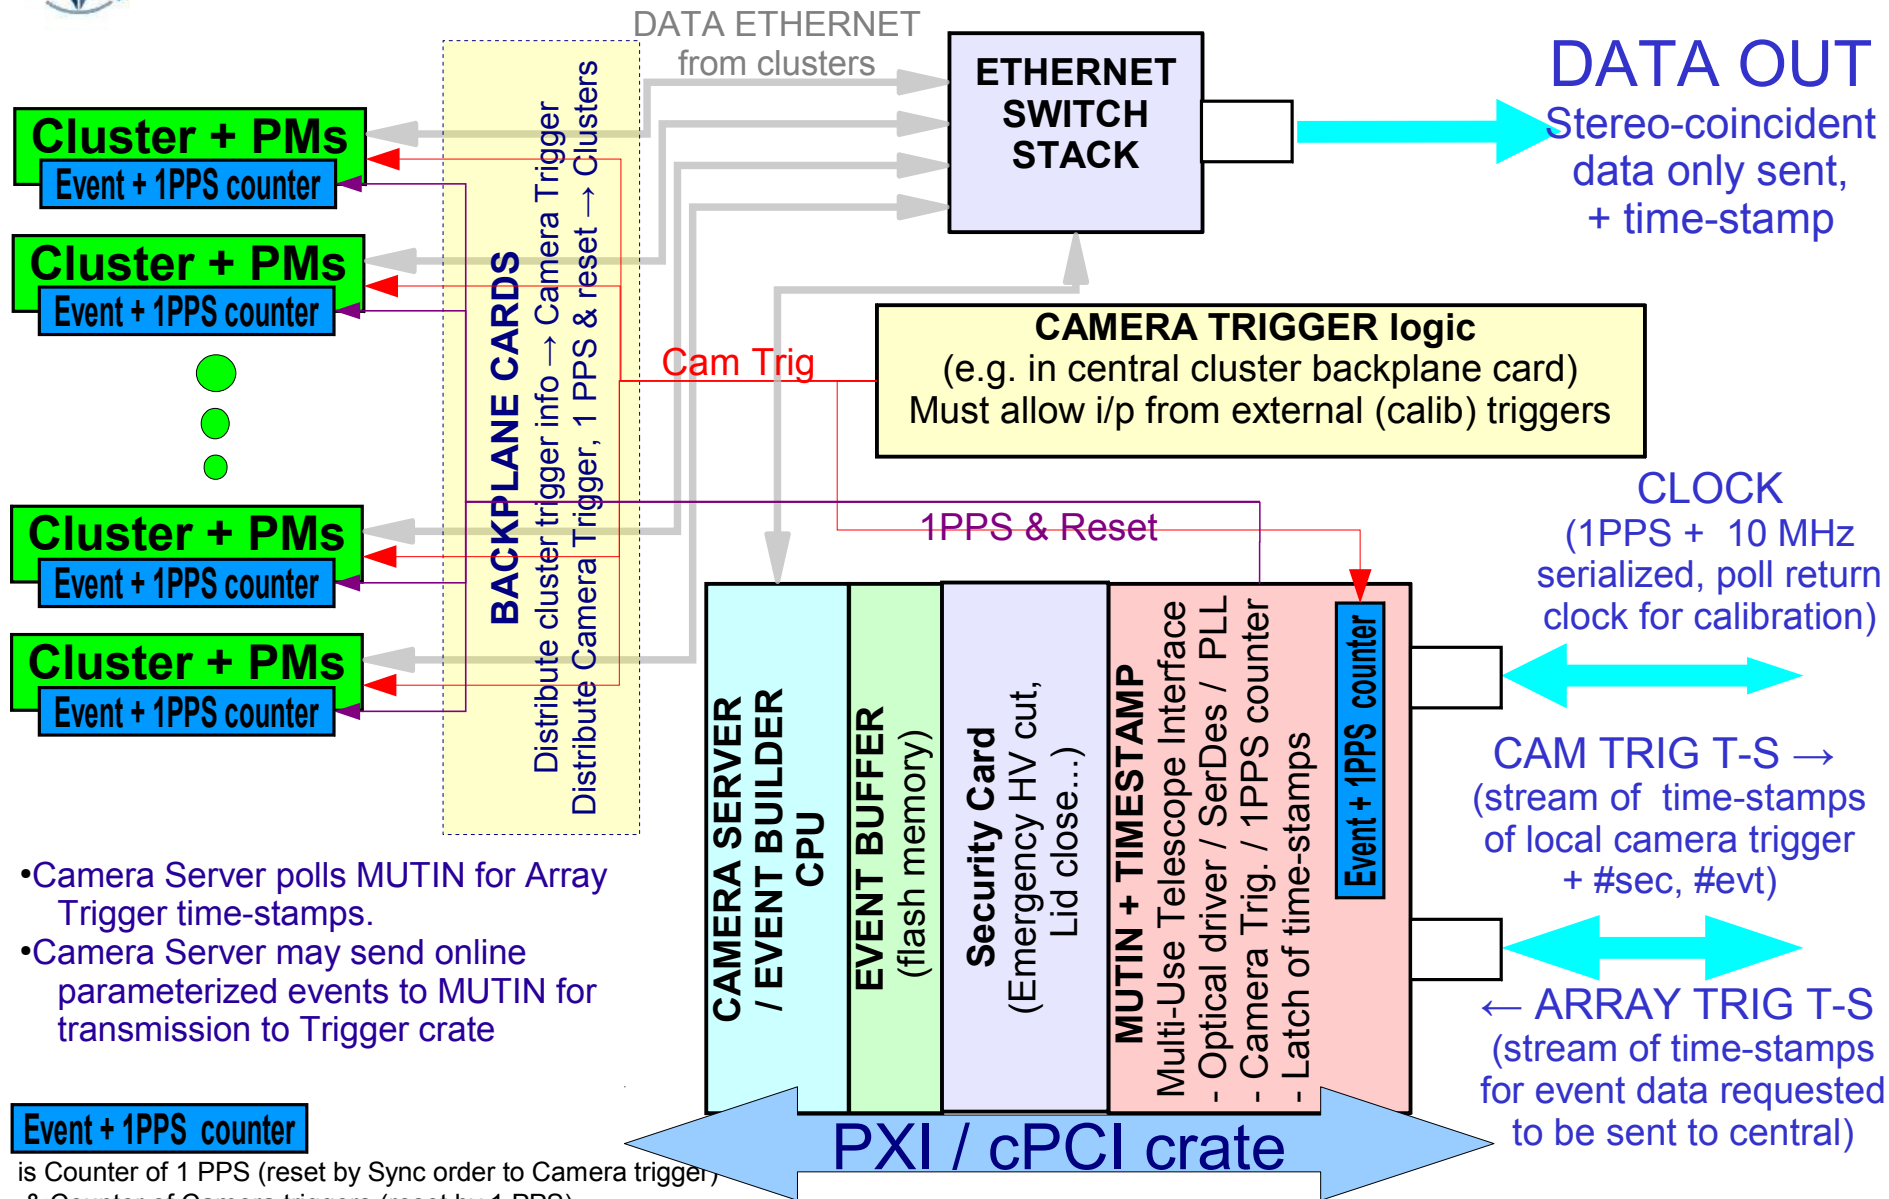 DATA ETHERNET
from clusters
ETHERNET
SWITCH
STACK
DATA OUT
Stereo-coincident
data only sent,
+ time-stamp
Cluster + PMs
Event + 1PPS counter
Cluster + PMs
Event + 1PPS counter
Cluster + PMs
Event + 1PPS counter
Cluster + PMs
Event + 1PPS counter
BACKPLANE CARDS
Distribute cluster trigger info → Camera Trigger
Distribute Camera Trigger, 1 PPS & reset → Clusters
Cam Trig
CAMERA TRIGGER logic
(e.g. in central cluster backplane card)
Must allow i/p from external (calib) triggers
1PPS & Reset
CLOCK
(1PPS + 10 MHz
serialized, poll return
clock for calibration)
CAMERA SERVER
/ EVENT BUILDER
CPU
EVENT BUFFER
(flash memory)
Security Card
(Emergency HV cut,
Lid close...)
MUTIN + TIMESTAMP
Multi-Use Telescope Interface
- Optical driver / SerDes / PLL
- Camera Trig. / 1PPS counter
- Latch of time-stamps
Event + 1PPS counter
CAM TRIG T-S →
(stream of time-stamps
of local camera trigger
+ #sec, #evt)
← ARRAY TRIG T-S
(stream of time-stamps
for event data requested
to be sent to central)
•Camera Server polls MUTIN for Array
Trigger time-stamps.
•Camera Server may send online
parameterized events to MUTIN for
transmission to Trigger crate
PXI / cPCI crate
Event + 1PPS counter
is Counter of 1 PPS (reset by Sync order to Camera trigger)
& Counter of Camera triggers (reset by 1 PPS)